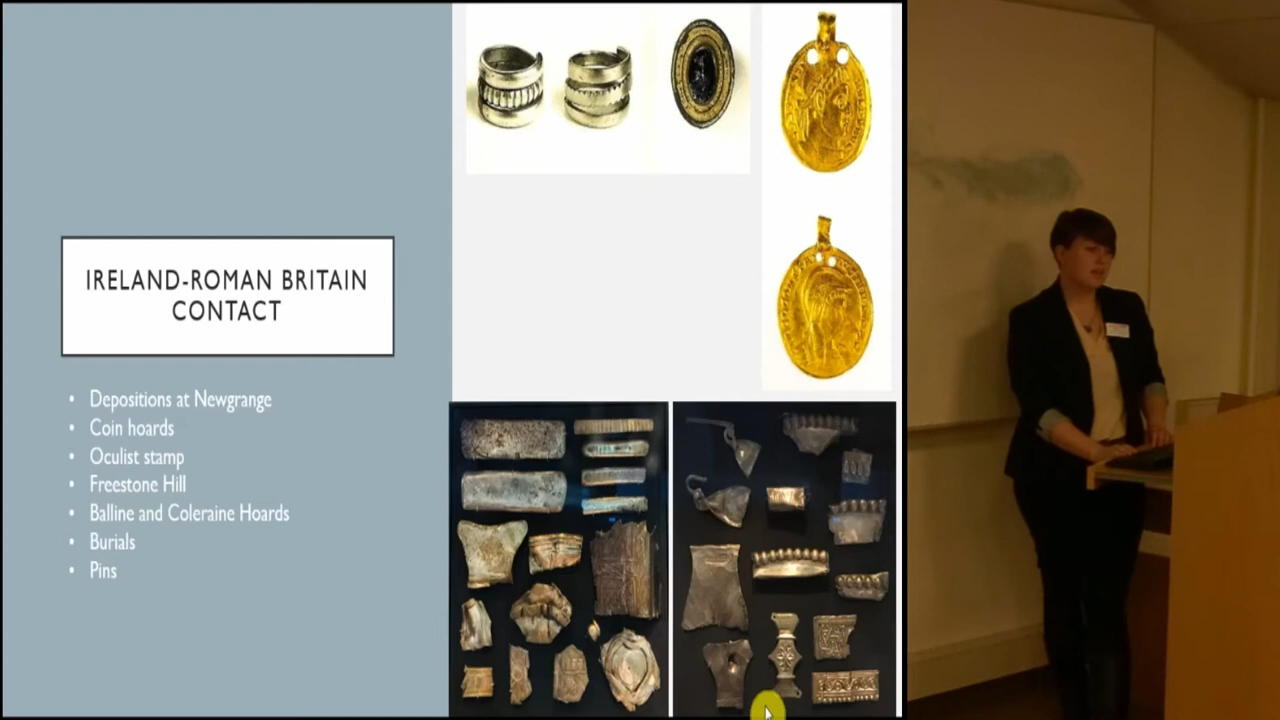 IRELAND-ROMAN BRITAIN
CONTACT
• Depositions at Newgrange
• Coin hoards
• Oculist stamp
• Freestone Hill
• Balline and Coleraine Hoards
• Burials
• Pins